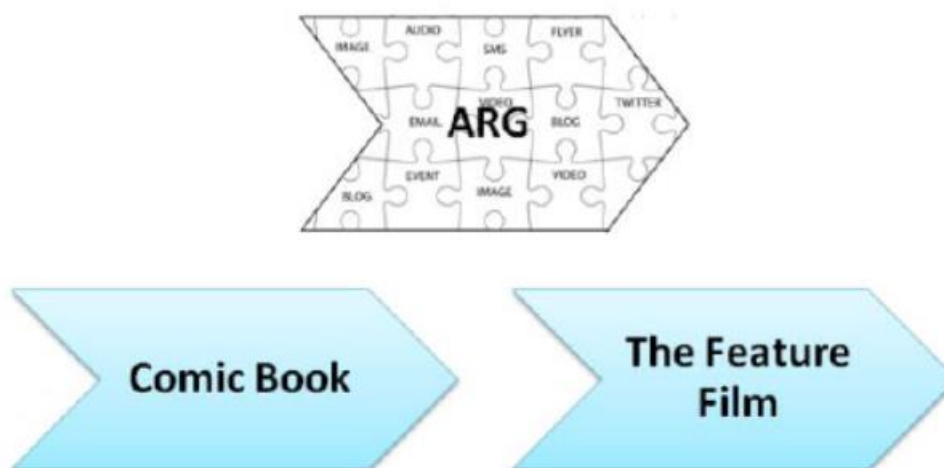 IMAGE
AUDIO
SMS
FLYER
EMAIL
VIDEO
BLOG
TWITTER
ARG
BLOG
EVENT
IMAGE
VIDEO
Comic Book
The Feature
Film